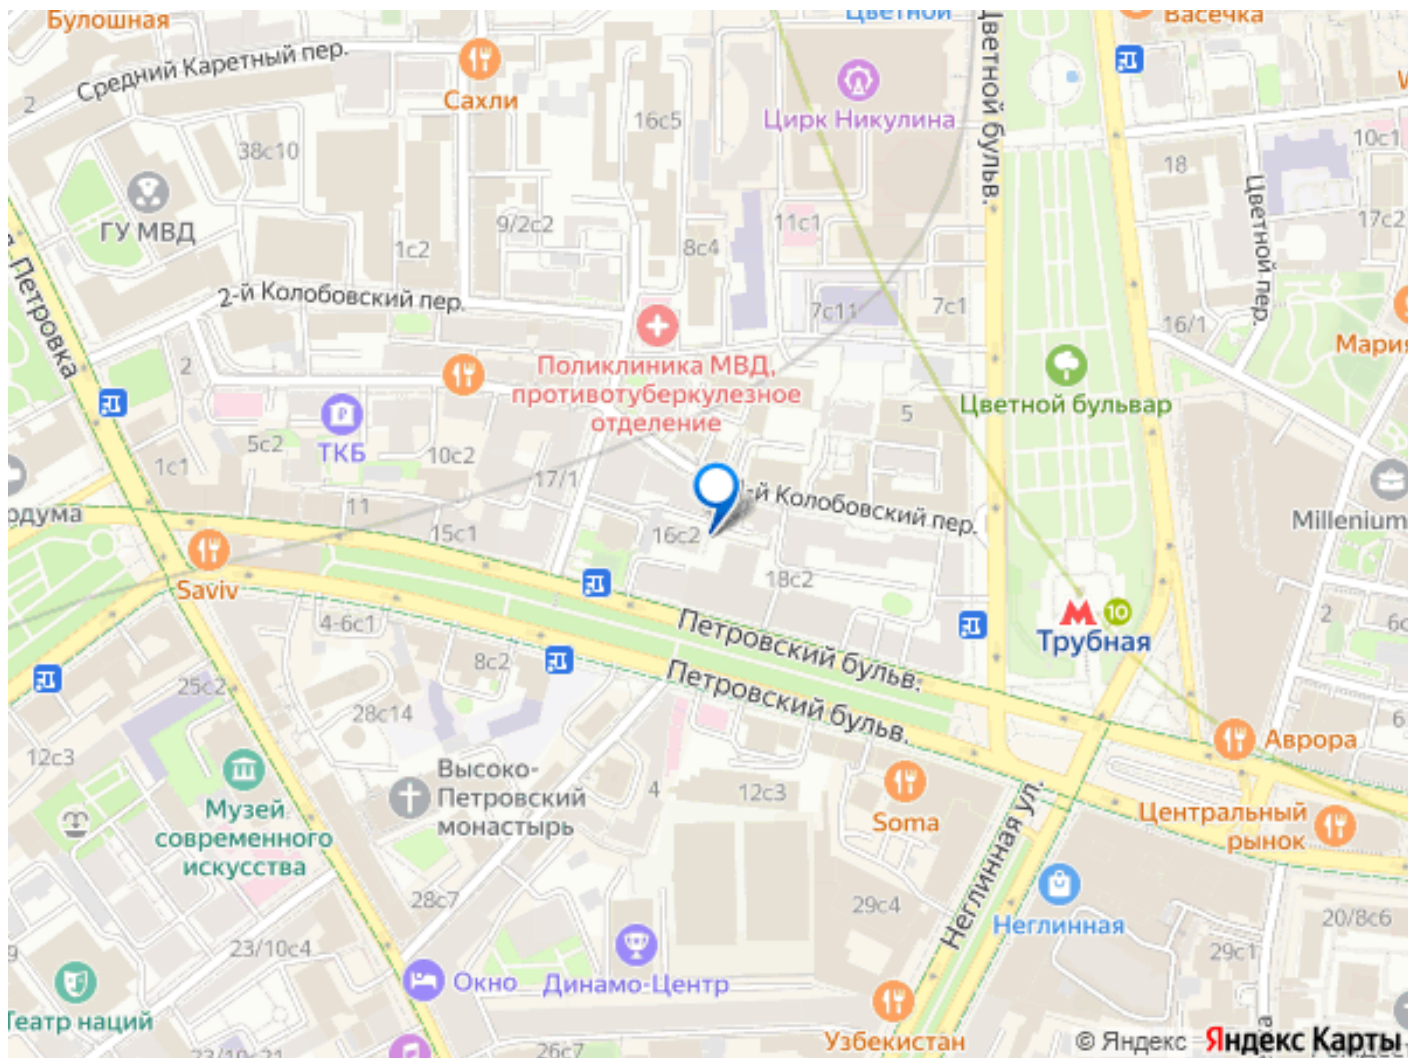 Булошная
Цветной
Васечка
Средний Каретный пер.
2
Сахли
Цирк Никулина
Цветной бульв.
16с5
38с10
10с1
18
ГУ МВД
9/2с2
11с1
Цветной пер.
17с2
1с2
8с4
Петровка
2-й Колобовский пер.
7с11
7с1
16/1
Мария
Поликлиника МВД,
противотуберкулезное
отделение
2
Цветной бульвар
5
ТКБ
5с2
10с2
1с1
17/1
11
-й Колобовский пер.
15с1
16с2
Millenium
18с2
Saviv
4-6с1
Петровский бульв.
М
10
Трубная
2
8с2
Петровский бульв.
25с2
28с14
12с3
Аврора
Высоко-
Петровский
монастырь
4
12с3
Soma
Музей
современного
искусства
Центральный
рынок
Неглинная ул.
28с7
29с4
Неглинная
20/8с6
23/10с4
29с1
Окно
Динамо-Центр
Театр наций
Узбекистан
26с7
© Яндекс
Яндекс Карты